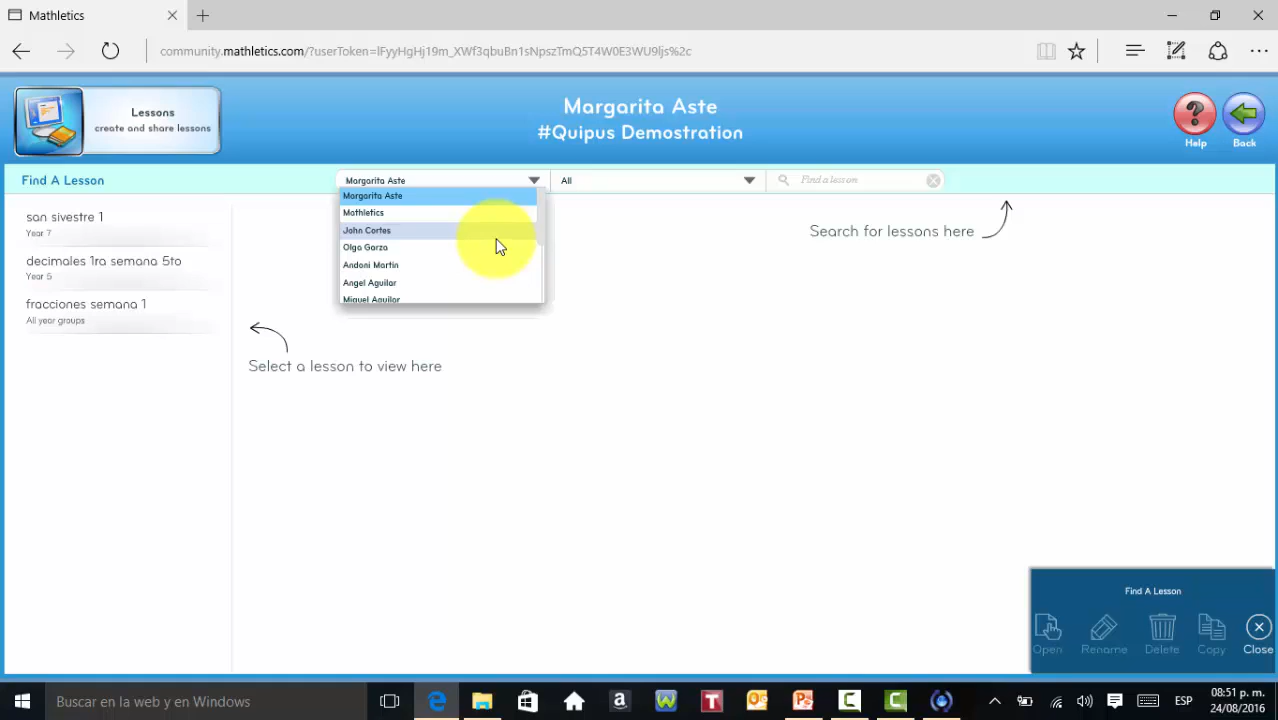 Mathletics
community.mathletics.com/?userToken=lFyyHgHj19m_XWf3qbuBn1sNpszTmQ5T4W0E3WU9ljs%2c
Lessons
create and share lessons
Margarita Aste
#Quipus Demostration
Help
Back
Find A Lesson
Margarita Aste
All
Find a lesson
Margarita Aste
Mathletics
John Cortes
Olga Garza
Andoni Martin
Angel Aguilar
Miguel Aguilar
san sivestre 1
Year 7
decimales 1ra semana 5to
Year 5
fracciones semana 1
All year groups
Search for lessons here
Select a lesson to view here
Find A Lesson
Open
Rename
Delete
Copy
Close
Buscar en la web y en Windows
ESP
08:51 p. m.
24/08/2016